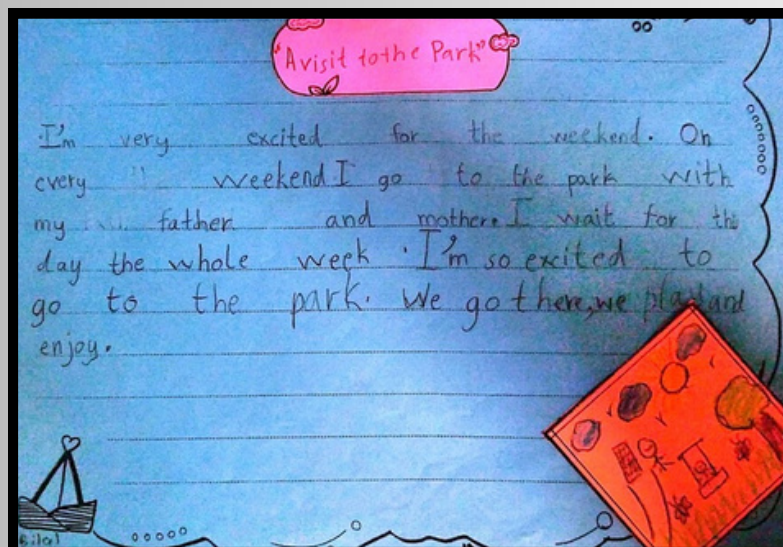 "A visit to the Park"
I'm very excited for the weekend. On
every weekend I go to the park with
my father and mother. I wait for this
day the whole week. I'm so excited to
go to the park. We go there, we play and
enjoy.
Bilal